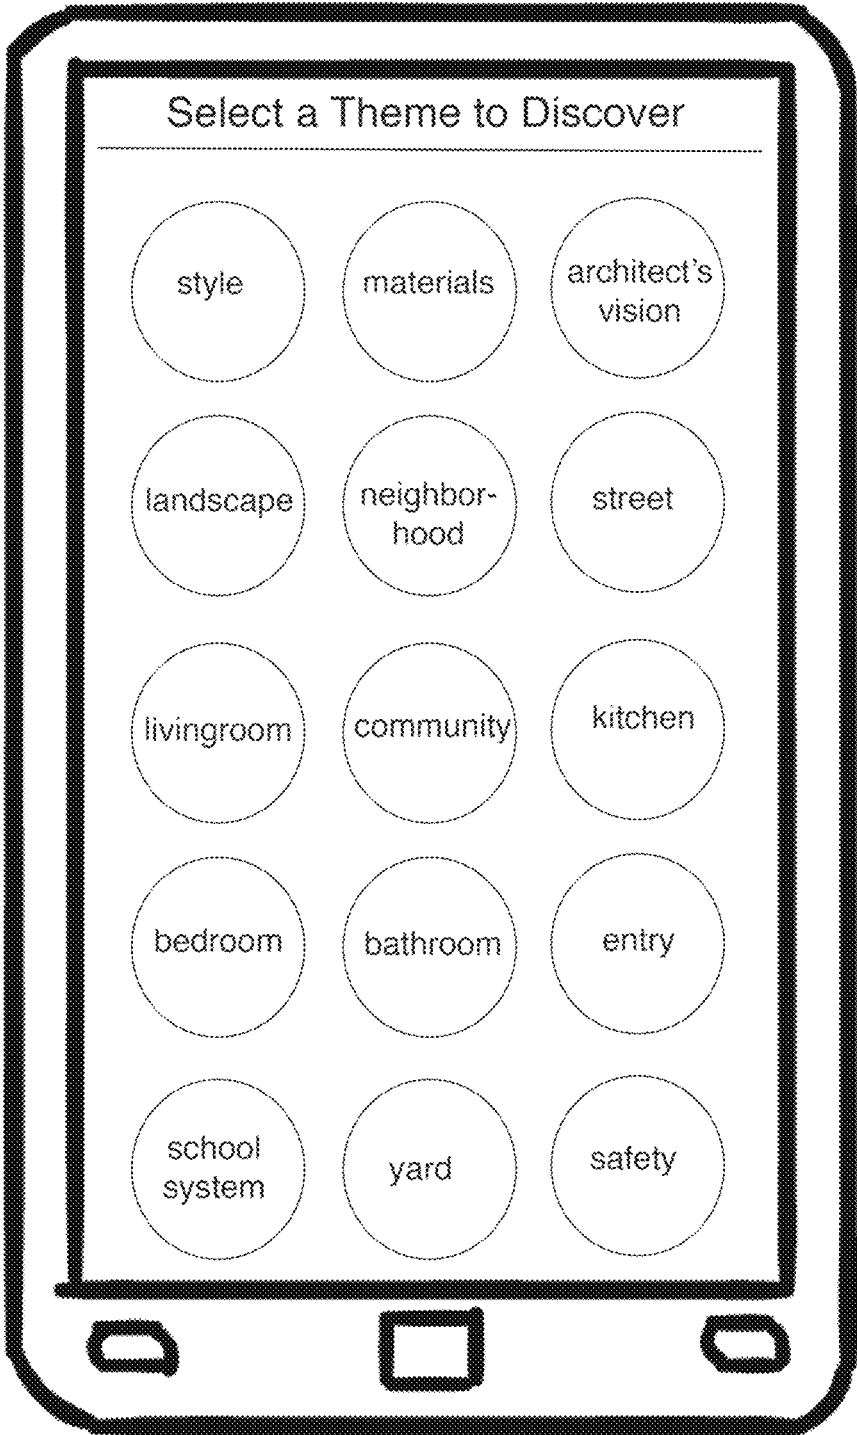 Select a Theme to Discover
style
materials
architect's
vision
landscape
neighbor-
hood
street
livingroom
community
kitchen
bedroom
bathroom
entry
school
system
yard
safety